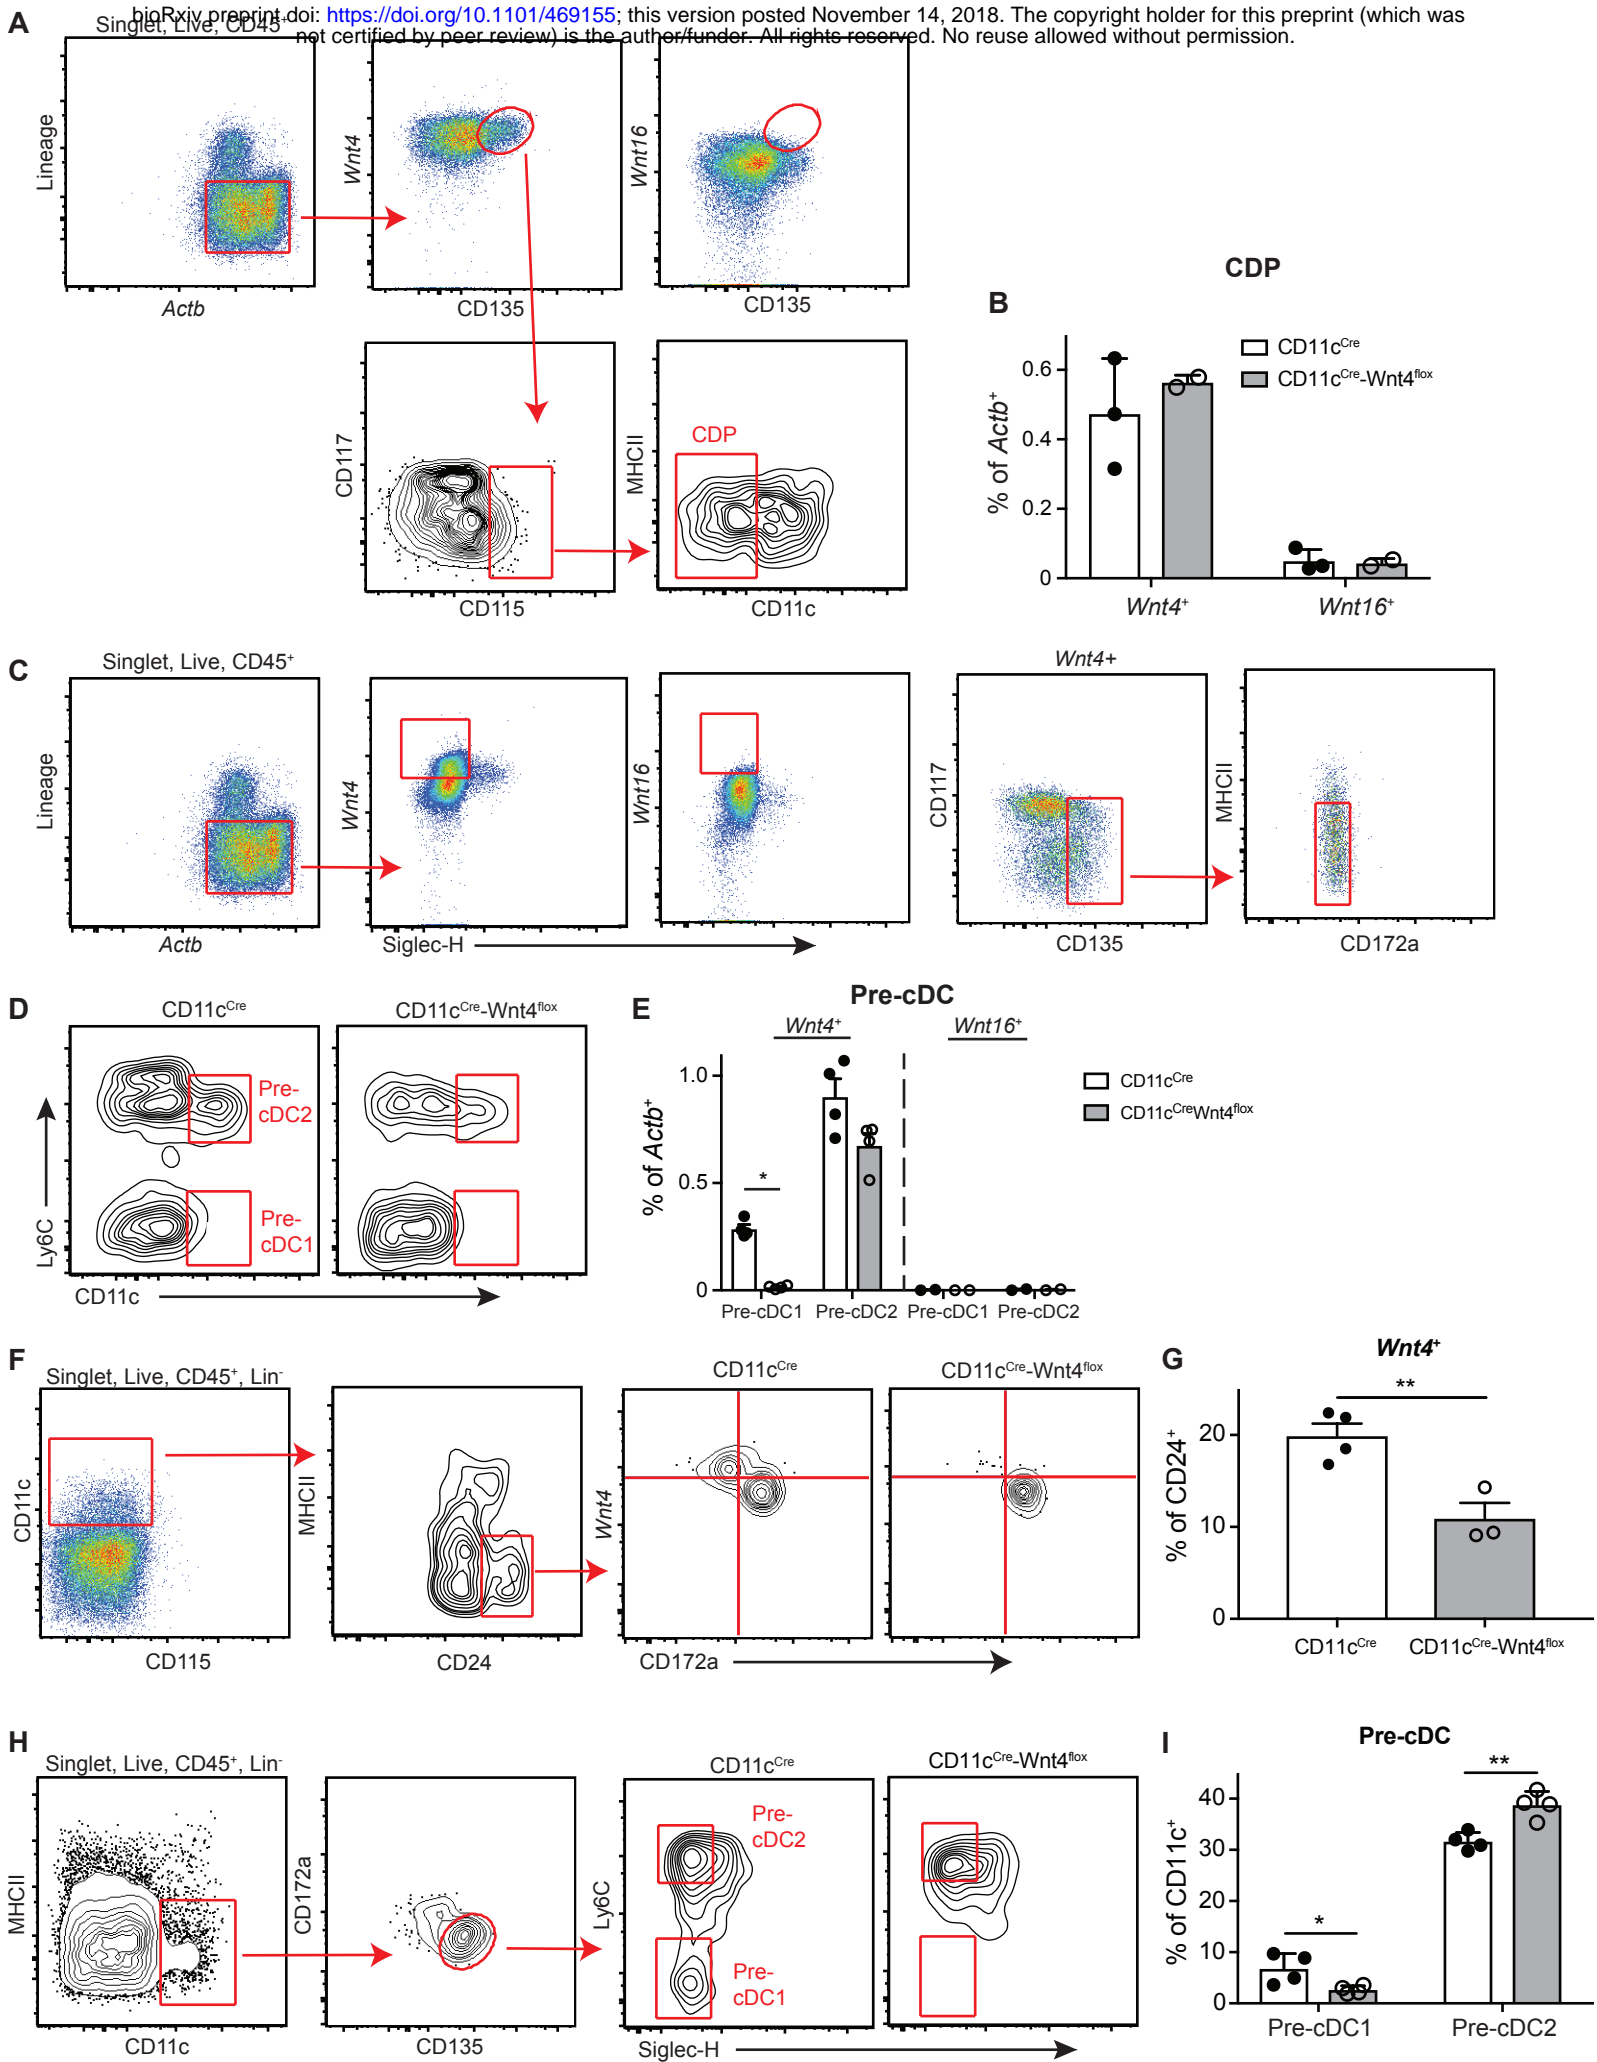 bioRxiv preprint doi: https://doi.org/10.1101/469155; this version posted November 14, 2018. The copyright holder for this preprint (which was
not certified by peer review) is the author/funder. All rights reserved. No reuse allowed without permission.
A
Singlet, Live, CD45+
Lineage
Actb
Wnt4
CD135
Wnt16
CD135
CD117
CD115
MHCII
CDP
CD11c
B
CDP
CD11cCre
CD11cCre-Wnt4flox
% of Actb+
0.6
0.4
0.2
0
Wnt4+
Wnt16+
C
Singlet, Live, CD45+
Lineage
Actb
Wnt4
Siglec-H
Wnt16
Wnt4+
CD117
CD135
MHCII
CD172a
D
CD11cCre
CD11cCre-Wnt4flox
Pre-
cDC2
Pre-
cDC1
Ly6C
CD11c
E
Pre-cDC
Wnt4+
Wnt16+
CD11cCre
CD11cCreWnt4flox
% of Actb+
1.0
0.5
0
*
Pre-cDC1
Pre-cDC2
Pre-cDC1
Pre-cDC2
F
Singlet, Live, CD45+, Lin-
CD11c
CD115
MHCII
CD24
CD11cCre
CD11cCre-Wnt4flox
Wnt4
CD172a
G
Wnt4+
**
% of CD24+
20
10
0
CD11cCre
CD11cCre-Wnt4flox
H
Singlet, Live, CD45+, Lin-
MHCII
CD11c
CD172a
CD135
CD11cCre
CD11cCre-Wnt4flox
Pre-
cDC2
Pre-
cDC1
Ly6C
Siglec-H
I
Pre-cDC
**
*
% of CD11c+
40
30
20
10
0
Pre-cDC1
Pre-cDC2